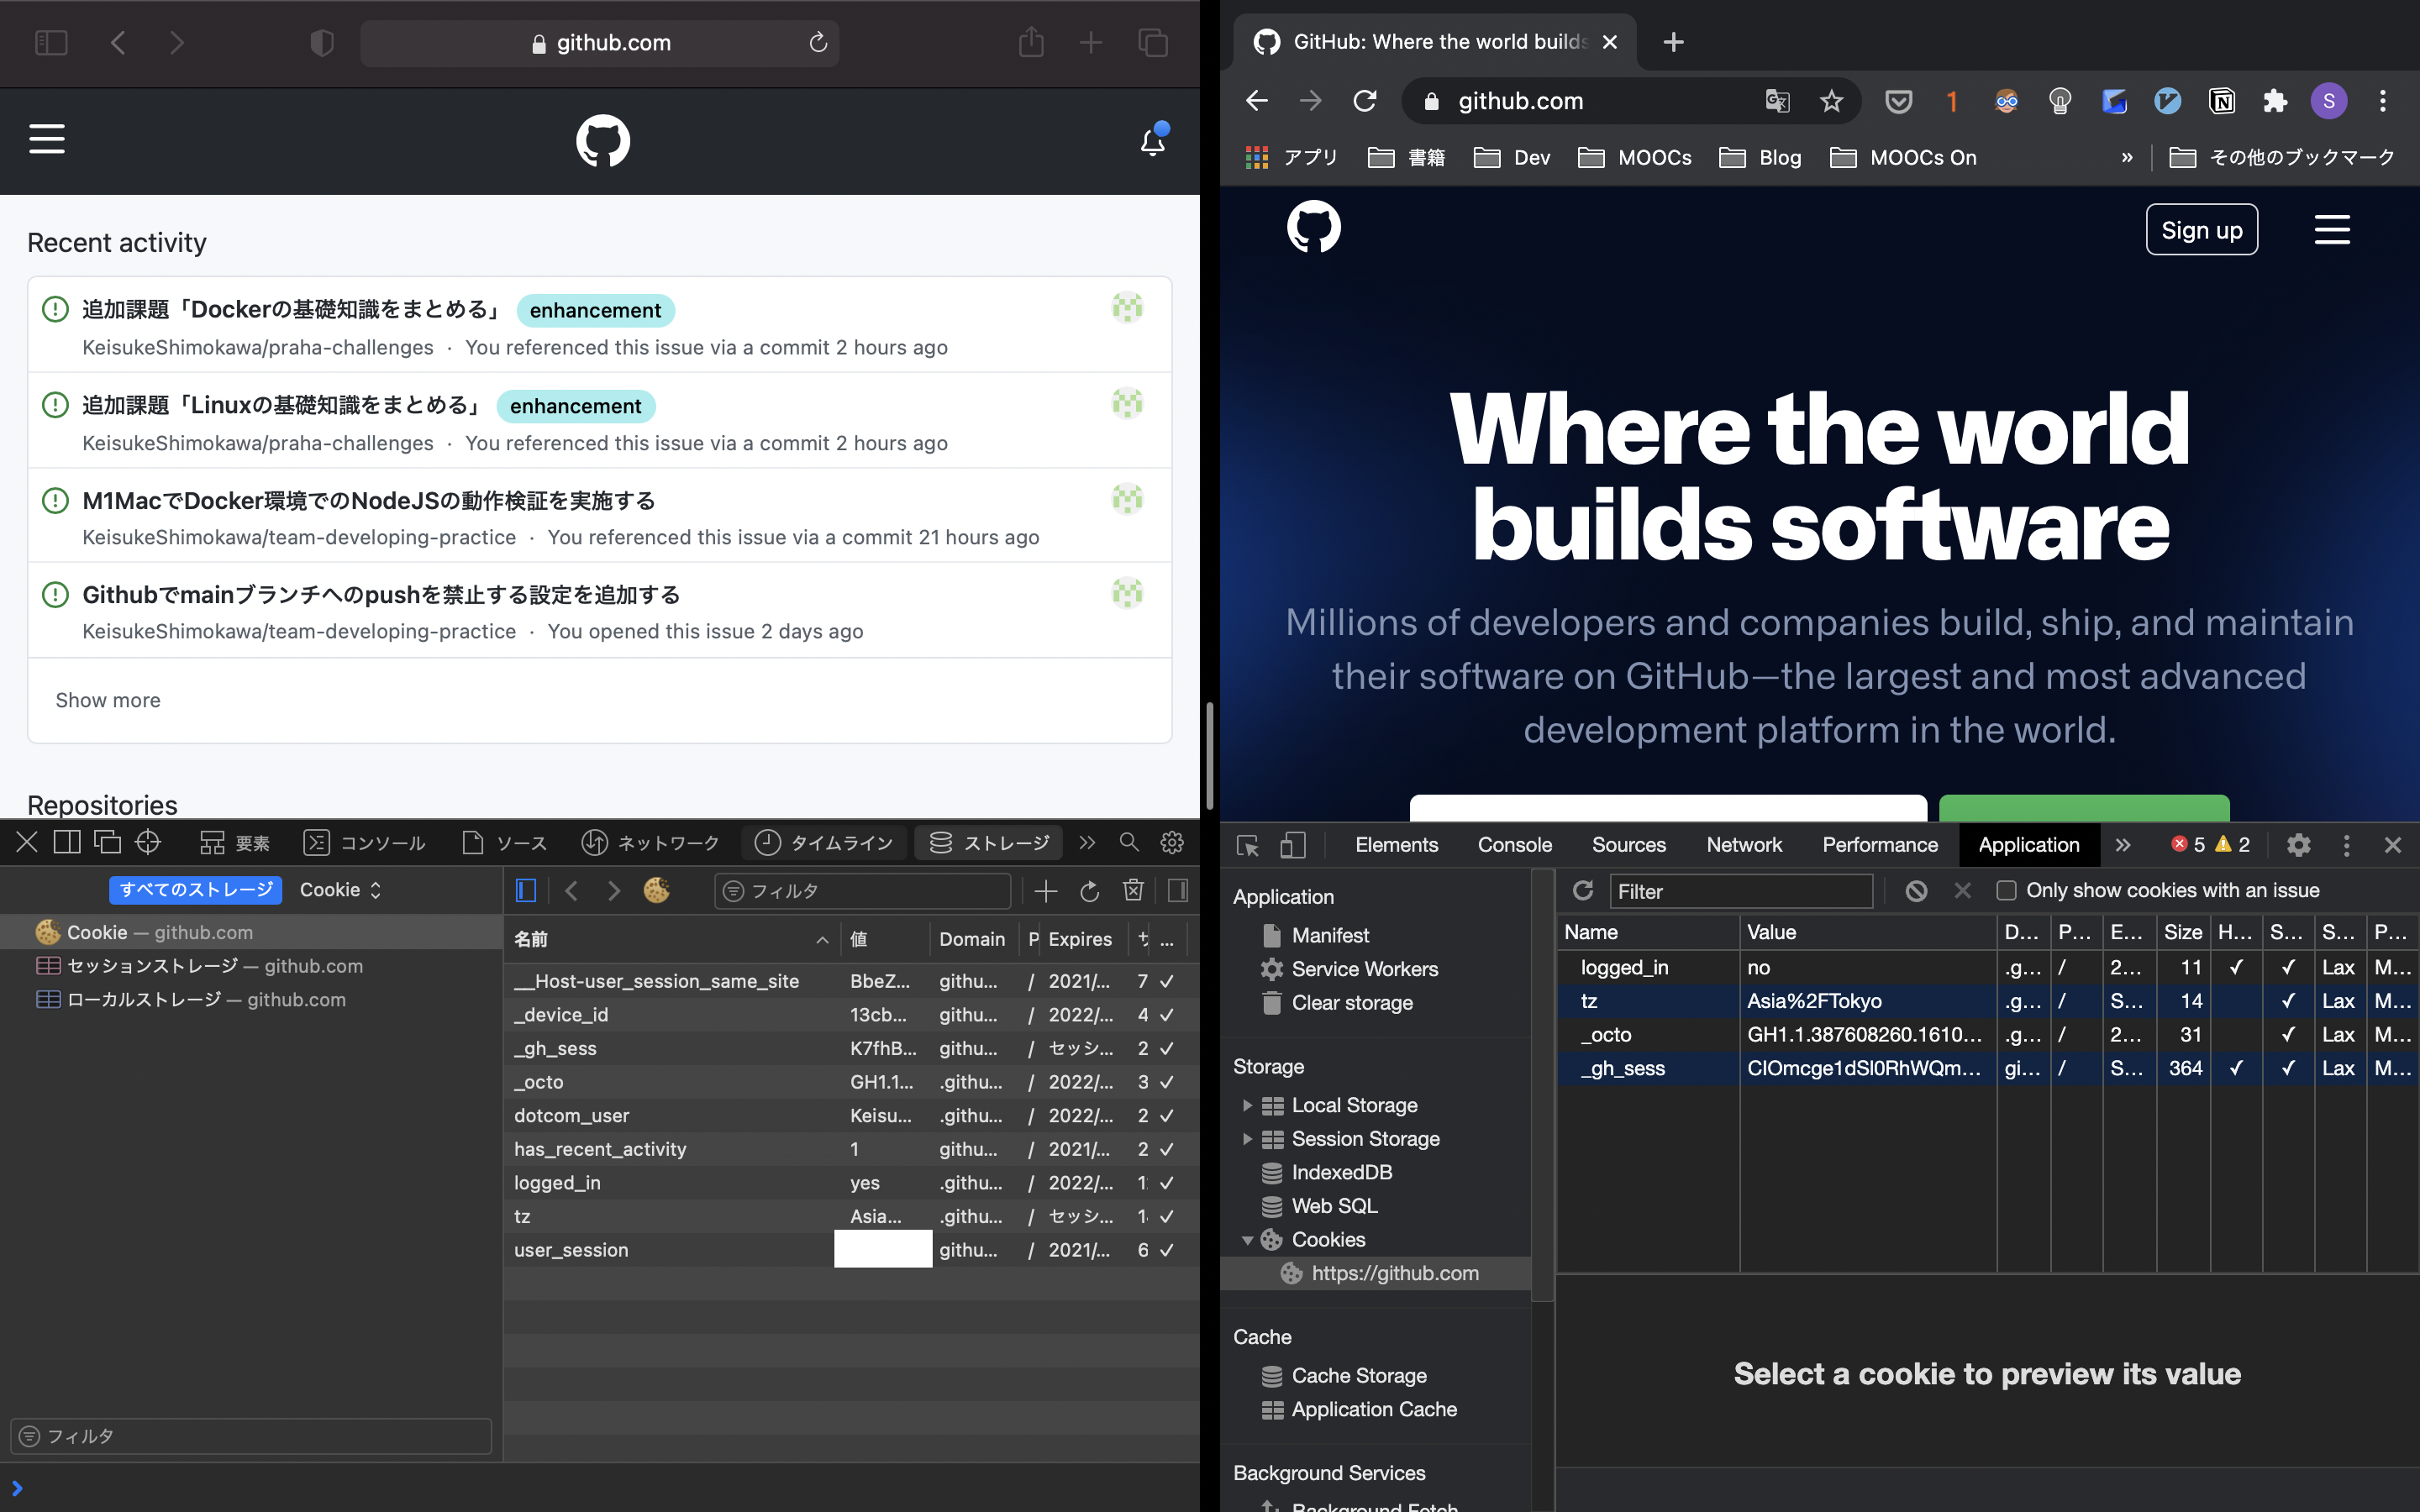 github.com
Recent activity
追加課題「Dockerの基礎知識をまとめる」 enhancement
KeisukeShimokawa/praha-challenges · You referenced this issue via a commit 2 hours ago
追加課題「Linuxの基礎知識をまとめる」 enhancement
KeisukeShimokawa/praha-challenges · You referenced this issue via a commit 2 hours ago
M1MacでDocker環境でのNodeJSの動作検証を実施する
KeisukeShimokawa/team-developing-practice · You referenced this issue via a commit 21 hours ago
Githubでmainブランチへのpushを禁止する設定を追加する
KeisukeShimokawa/team-developing-practice · You opened this issue 2 days ago
Show more
Repositories
要素 コンソール ソース ネットワーク タイムライン ストレージ
すべてのストレージ Cookie
フィルタ
Cookie — github.com
セッションストレージ — github.com
ローカルストレージ — github.com
名前 値 Domain P Expires サ ...
__Host-user_session_same_site BbeZ... githu... / 2021/... 7 ✓
_device_id 13cb... githu... / 2022/... 4 ✓
_gh_sess K7fhB... githu... / セッシ... 2 ✓
_octo GH1.1... .githu... / 2022/... 3 ✓
dotcom_user Keisu... .githu... / 2022/... 2 ✓
has_recent_activity 1 githu... / 2021/... 2 ✓
logged_in yes .githu... / 2022/... 1 ✓
tz Asia... .githu... / セッシ... 1 ✓
user_session githu... / 2021/... 6 ✓
フィルタ
GitHub: Where the world builds
github.com
1
S
アプリ 書籍 Dev MOOCs Blog MOOCs On » その他のブックマーク
Sign up
Where the world
builds software
Millions of developers and companies build, ship, and maintain
their software on GitHub—the largest and most advanced
development platform in the world.
Elements Console Sources Network Performance Application » 5 2
Application
Manifest
Service Workers
Clear storage
Storage
Local Storage
Session Storage
IndexedDB
Web SQL
Cookies
https://github.com
Cache
Cache Storage
Application Cache
Background Services
Background Fetch
Filter Only show cookies with an issue
Name Value D... P... E... Size H... S... S... P...
logged_in no .g... / 2... 11 ✓ ✓ Lax M...
tz Asia%2FTokyo .g... / S... 14 ✓ Lax M...
_octo GH1.1.387608260.1610... .g... / 2... 31 ✓ Lax M...
_gh_sess ClOmcge1dSl0RhWQm... gi... / S... 364 ✓ ✓ Lax M...
Select a cookie to preview its value